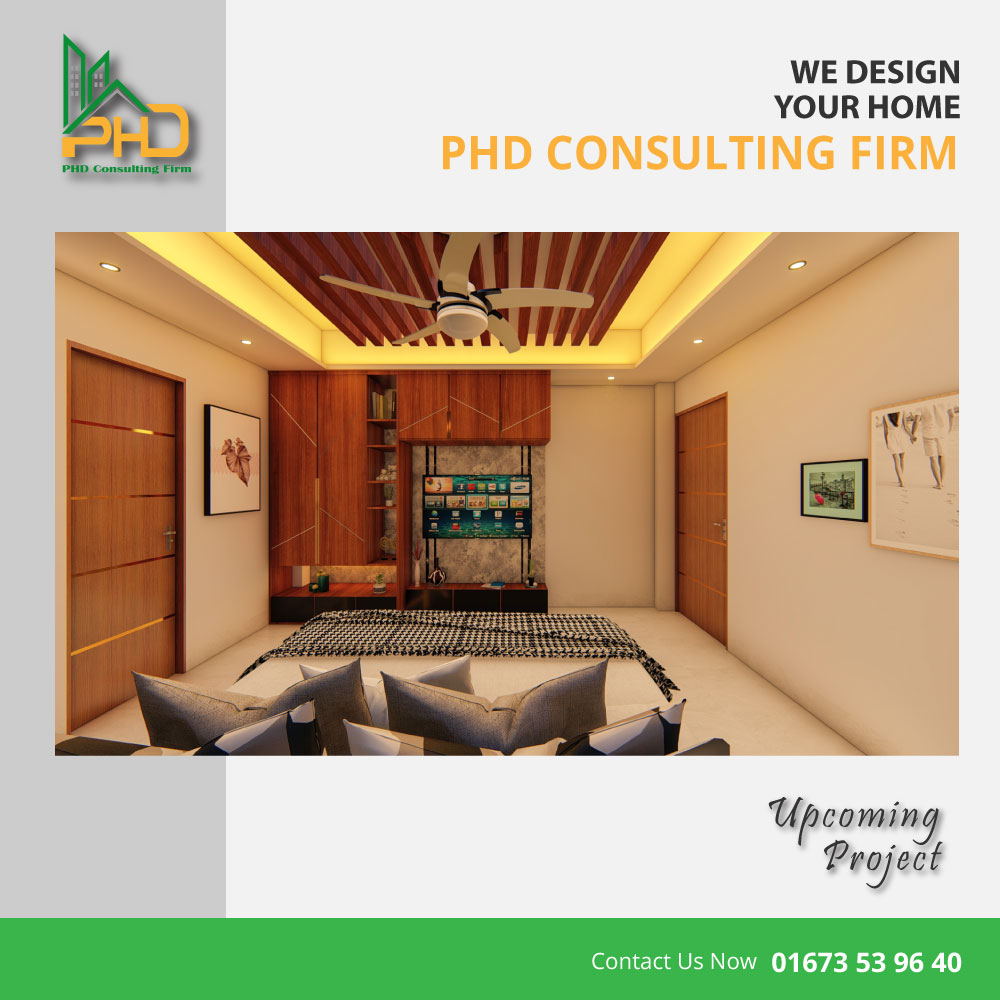 PHD
PHD Consulting Firm
WE DESIGN
YOUR HOME
PHD CONSULTING FIRM
Upcoming
Project
Contact Us Now 01673 53 96 40